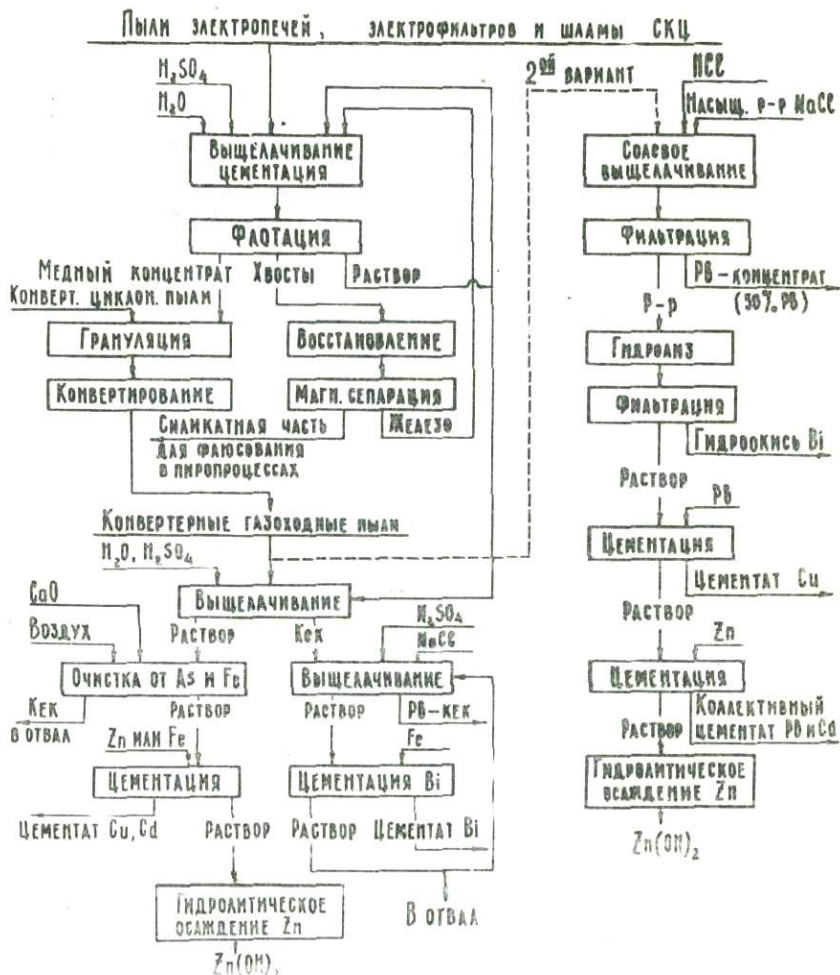 Пыли электропечей, электрофильтров и шламы СКЦ
H₂SO₄
H₂O
2ой вариант
HCl
Насыщ. р-р NaCl
Выщелачивание
цементация
Солевое
выщелачивание
Флотация
Фильтрация
Медный концентрат
Хвосты
Раствор
Pb-концентрат
(50% Pb)
Конверт. циклон. пыли
Р-р
Грануляция
Восстановление
Гидролиз
Конвертирование
Магн. сепарация
Фильтрация
Силикатная часть
для флюсования
в пиропроцессах
Железо
Гидроокись Bi
Раствор
Pb
Конвертерные газоходные пыли
H₂O, H₂SO₄
Цементация
Цементат Cu
CaO
Выщелачивание
Раствор
Воздух
Раствор
Кек
H₂SO₄
NaCl
Zn
Очистка от As и Fe
Выщелачивание
Цементация
Кек
в отвал
Раствор
Раствор
Pb-кек
Раствор
Коллективный
цементат Pb и Cd
Zn или Fe
Fe
Цементация
Цементация Bi
Гидролитическое
осаждение Zn
Цементат Cu, Cd
Раствор
Раствор
Цементат Bi
Zn(OH)₂
Гидролитическое
осаждение Zn
В отвал
Zn(OH)₂